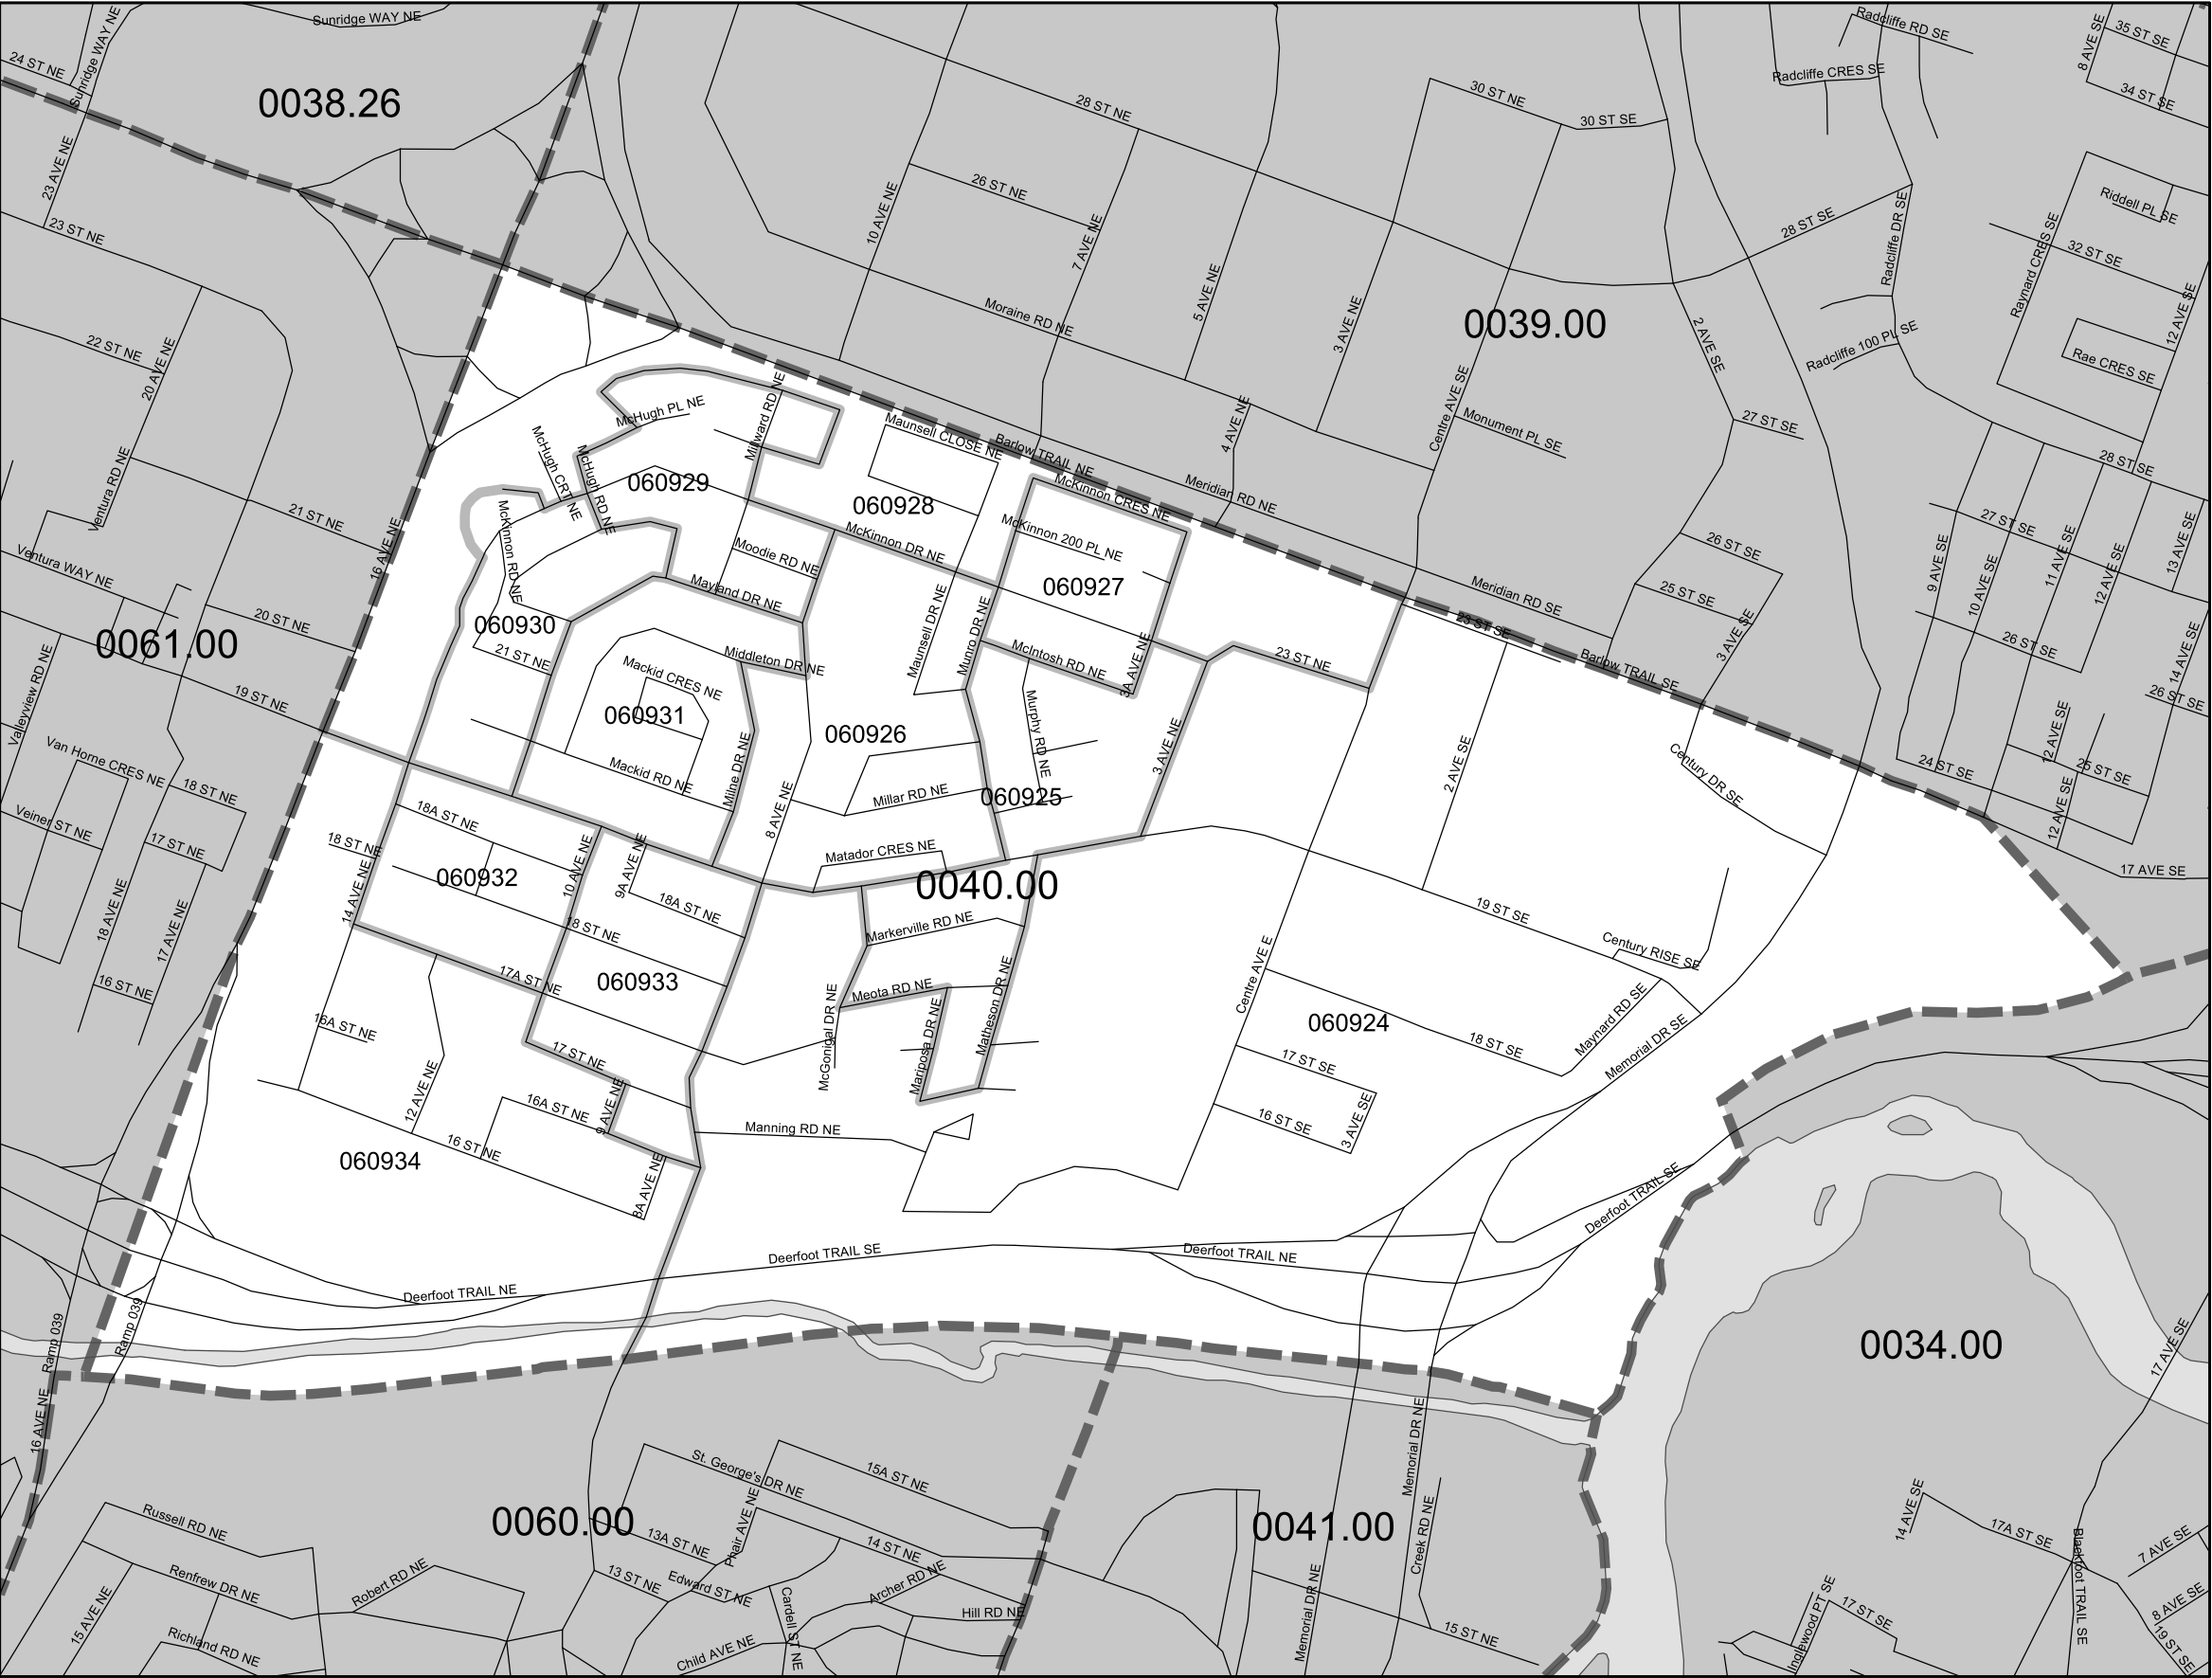 Sunridge WAY NE
Sunridge WAY NE
24 ST NE
0038.26
23 AVE NE
23 ST NE
28 ST NE
30 ST NE
30 ST SE
Radcliffe RD SE
Radcliffe CRES SE
8 AVE SE
35 ST SE
34 ST SE
26 ST NE
10 AVE NE
7 AVE NE
5 AVE NE
Moraine RD NE
3 AVE NE
0039.00
28 ST SE
Radcliffe DR SE
Riddell PL SE
Raynard CRES SE
32 ST SE
12 AVE SE
Rae CRES SE
Radcliffe 100 PL SE
2 AVE SE
22 ST NE
20 AVE NE
McHugh PL NE
Millward RD NE
Maunsell CLOSE NE
Barlow TRAIL NE
4 AVE NE
Centre AVE SE
Monument PL SE
27 ST SE
28 ST SE
Ventura RD NE
21 ST NE
16 AVE NE
McHugh CRT NE
McHugh RD NE
060929
060928
McKinnon CRES NE
Meridian RD NE
27 ST SE
Ventura WAY NE
McKinnon RD NE
Moodie RD NE
McKinnon DR NE
McKinnon 200 PL NE
060927
26 ST SE
25 ST SE
3 AVE SE
9 AVE SE
10 AVE SE
11 AVE SE
12 AVE SE
13 AVE SE
Meridian RD SE
23 ST SE
Barlow TRAIL SE
26 ST SE
14 AVE SE
26 ST SE
20 ST NE
0061.00
Valleyview RD NE
19 ST NE
060930
21 ST NE
Mayland DR NE
Middleton DR NE
Maunsell DR NE
Munro DR NE
McIntosh RD NE
3A AVE NE
23 ST NE
Mackid CRES NE
060931
Mackid RD NE
Milne DR NE
060926
8 AVE NE
Millar RD NE
Murphy RD NE
060925
3 AVE NE
2 AVE SE
Century DR SE
24 ST SE
12 AVE SE
25 ST SE
12 AVE SE
17 AVE SE
Van Horne CRES NE
18 ST NE
Veiner ST NE
17 ST NE
18 AVE NE
17 AVE NE
16 ST NE
18A ST NE
18 ST NE
060932
14 AVE NE
10 AVE NE
9A AVE NE
18A ST NE
18 ST NE
17A ST NE
060933
Matador CRES NE
0040.00
Markerville RD NE
Meota RD NE
McGonigal DR NE
Mariposa DR NE
Matheson DR NE
Centre AVE E
19 ST SE
Century RISE SE
060924
18 ST SE
Maynard RD SE
Memorial DR SE
17 ST SE
16 ST SE
3 AVE SE
16A ST NE
12 AVE NE
17 ST NE
16A ST NE
9 AVE NE
16 ST NE
8A AVE NE
060934
Manning RD NE
Deerfoot TRAIL SE
Deerfoot TRAIL NE
Deerfoot TRAIL SE
Deerfoot TRAIL NE
Ramp 039
Ramp 039
16 AVE NE
0034.00
17 AVE SE
Russell RD NE
Renfrew DR NE
Robert RD NE
15 AVE NE
Richland RD NE
0060.00
St. George's DR NE
15A ST NE
Phair AVE NE
13A ST NE
13 ST NE
Edward ST NE
14 ST NE
Archer RD NE
Hill RD NE
Cardell ST NE
Child AVE NE
0041.00
Memorial DR NE
Creek RD NE
Memorial DR NE
15 ST NE
14 AVE SE
17A ST SE
Blackfoot TRAIL SE
7 AVE SE
8 AVE SE
19 ST SE
17 ST SE
Inglewood PT SE